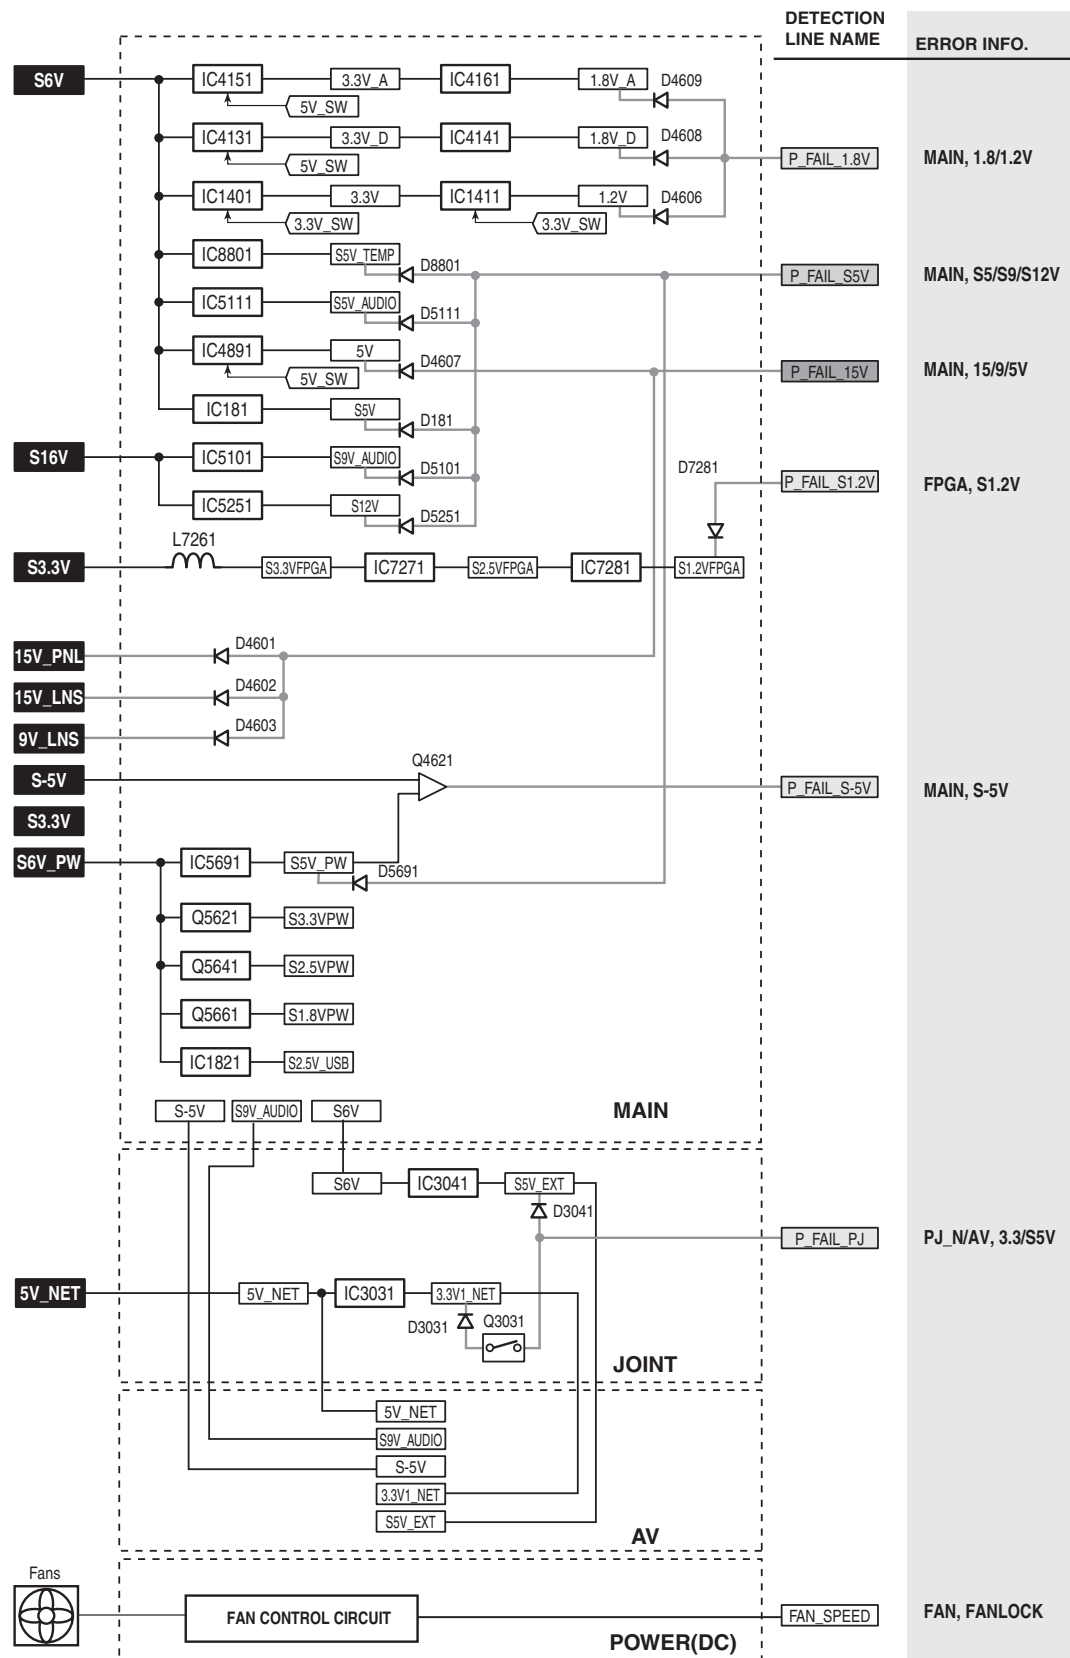 DETECTION
LINE NAME
ERROR INFO.
S6V
IC4151
3.3V_A
IC4161
1.8V_A
D4609
5V_SW
IC4131
3.3V_D
IC4141
1.8V_D
D4608
P_FAIL_1.8V
MAIN, 1.8/1.2V
5V_SW
IC1401
3.3V
IC1411
1.2V
D4606
3.3V_SW
3.3V_SW
IC8801
S5V_TEMP
D8801
P_FAIL_S5V
MAIN, S5/S9/S12V
IC5111
S5V_AUDIO
D5111
IC4891
5V
D4607
P_FAIL_15V
MAIN, 15/9/5V
5V_SW
IC181
S5V
D181
S16V
IC5101
S9V_AUDIO
D5101
D7281
P_FAIL_S1.2V
FPGA, S1.2V
IC5251
S12V
D5251
L7261
S3.3V
S3.3VFPGA
IC7271
S2.5VFPGA
IC7281
S1.2VFPGA
15V_PNL
D4601
15V_LNS
D4602
9V_LNS
D4603
S-5V
Q4621
P_FAIL_S-5V
MAIN, S-5V
S3.3V
S6V_PW
IC5691
S5V_PW
D5691
Q5621
S3.3VPW
Q5641
S2.5VPW
Q5661
S1.8VPW
IC1821
S2.5V_USB
S-5V
S9V_AUDIO
S6V
MAIN
S6V
IC3041
S5V_EXT
D3041
P_FAIL_PJ
PJ_N/AV, 3.3/S5V
5V_NET
5V_NET
IC3031
3.3V1_NET
D3031
Q3031
JOINT
5V_NET
S9V_AUDIO
S-5V
3.3V1_NET
S5V_EXT
AV
Fans
FAN CONTROL CIRCUIT
FAN_SPEED
FAN, FANLOCK
POWER(DC)